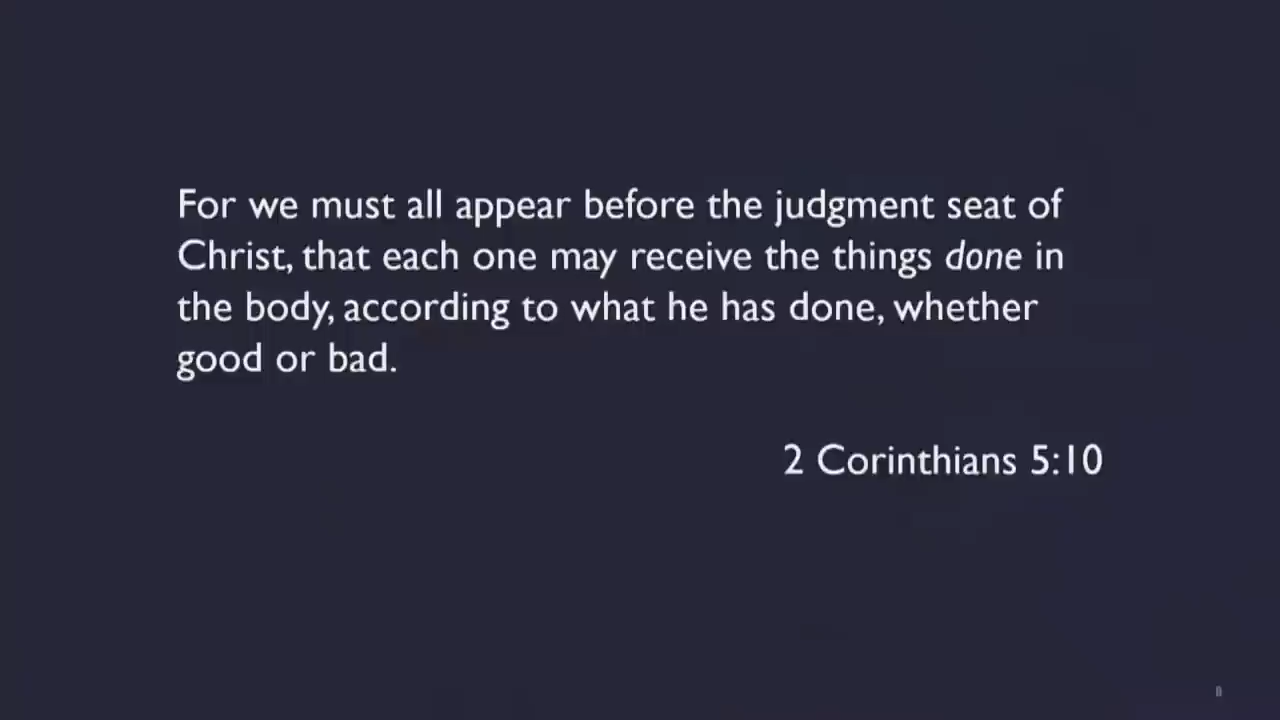 For we must all appear before the judgment seat of
Christ, that each one may receive the things done in
the body, according to what he has done, whether
good or bad.
2 Corinthians 5:10